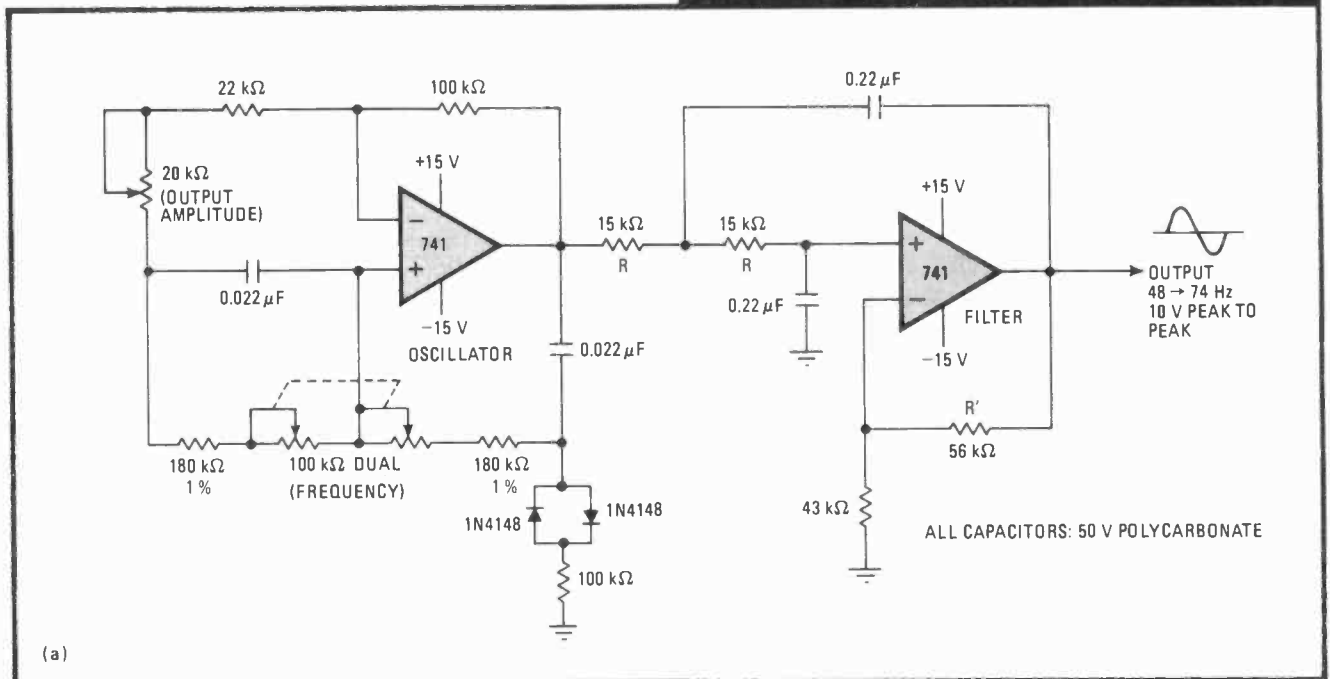 22 kΩ
100 kΩ
0.22 μF
20 kΩ
(OUTPUT
AMPLITUDE)
+15 V
741
−
+
−15 V
OSCILLATOR
0.022 μF
15 kΩ
R
15 kΩ
R
0.22 μF
+15 V
+
741
−
FILTER
−15 V
OUTPUT
48 → 74 Hz
10 V PEAK TO
PEAK
0.022 μF
R'
56 kΩ
180 kΩ
1 %
100 kΩ DUAL
(FREQUENCY)
180 kΩ
1 %
1N4148
1N4148
43 kΩ
ALL CAPACITORS: 50 V POLYCARBONATE
100 kΩ
(a)